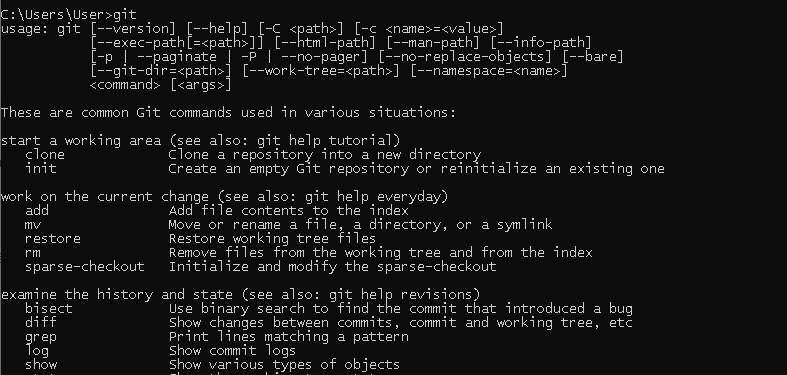 C:\Users\User>git
usage: git [--version] [--help] [-C <path>] [-c <name>=<value>]
           [--exec-path[=<path>]] [--html-path] [--man-path] [--info-path]
           [-p | --paginate | -P | --no-pager] [--no-replace-objects] [--bare]
           [--git-dir=<path>] [--work-tree=<path>] [--namespace=<name>]
           <command> [<args>]

These are common Git commands used in various situations:

start a working area (see also: git help tutorial)
   clone             Clone a repository into a new directory
   init              Create an empty Git repository or reinitialize an existing one

work on the current change (see also: git help everyday)
   add               Add file contents to the index
   mv                Move or rename a file, a directory, or a symlink
   restore           Restore working tree files
   rm                Remove files from the working tree and from the index
   sparse-checkout   Initialize and modify the sparse-checkout

examine the history and state (see also: git help revisions)
   bisect            Use binary search to find the commit that introduced a bug
   diff              Show changes between commits, commit and working tree, etc
   grep              Print lines matching a pattern
   log               Show commit logs
   show              Show various types of objects